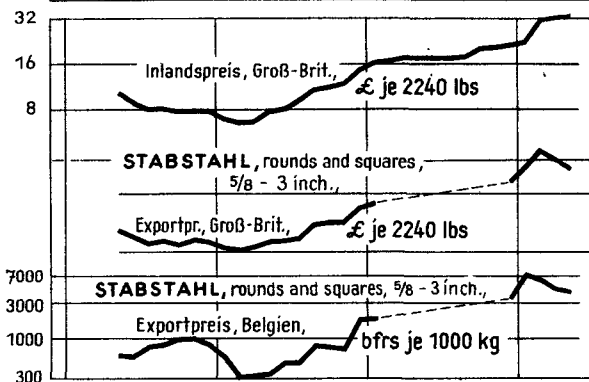 32
16
Inlandspreis, Groß-Brit.,
£ je 2240 lbs
8
STABSTAHL, rounds and squares,
5/8 - 3 inch.,
Exportpr., Groß-Brit.,
£ je 2240 lbs
7000
STABSTAHL, rounds and squares, 5/8 - 3 inch.,
3000
Exportpreis, Belgien,
1000
bfrs je 1000 kg
300